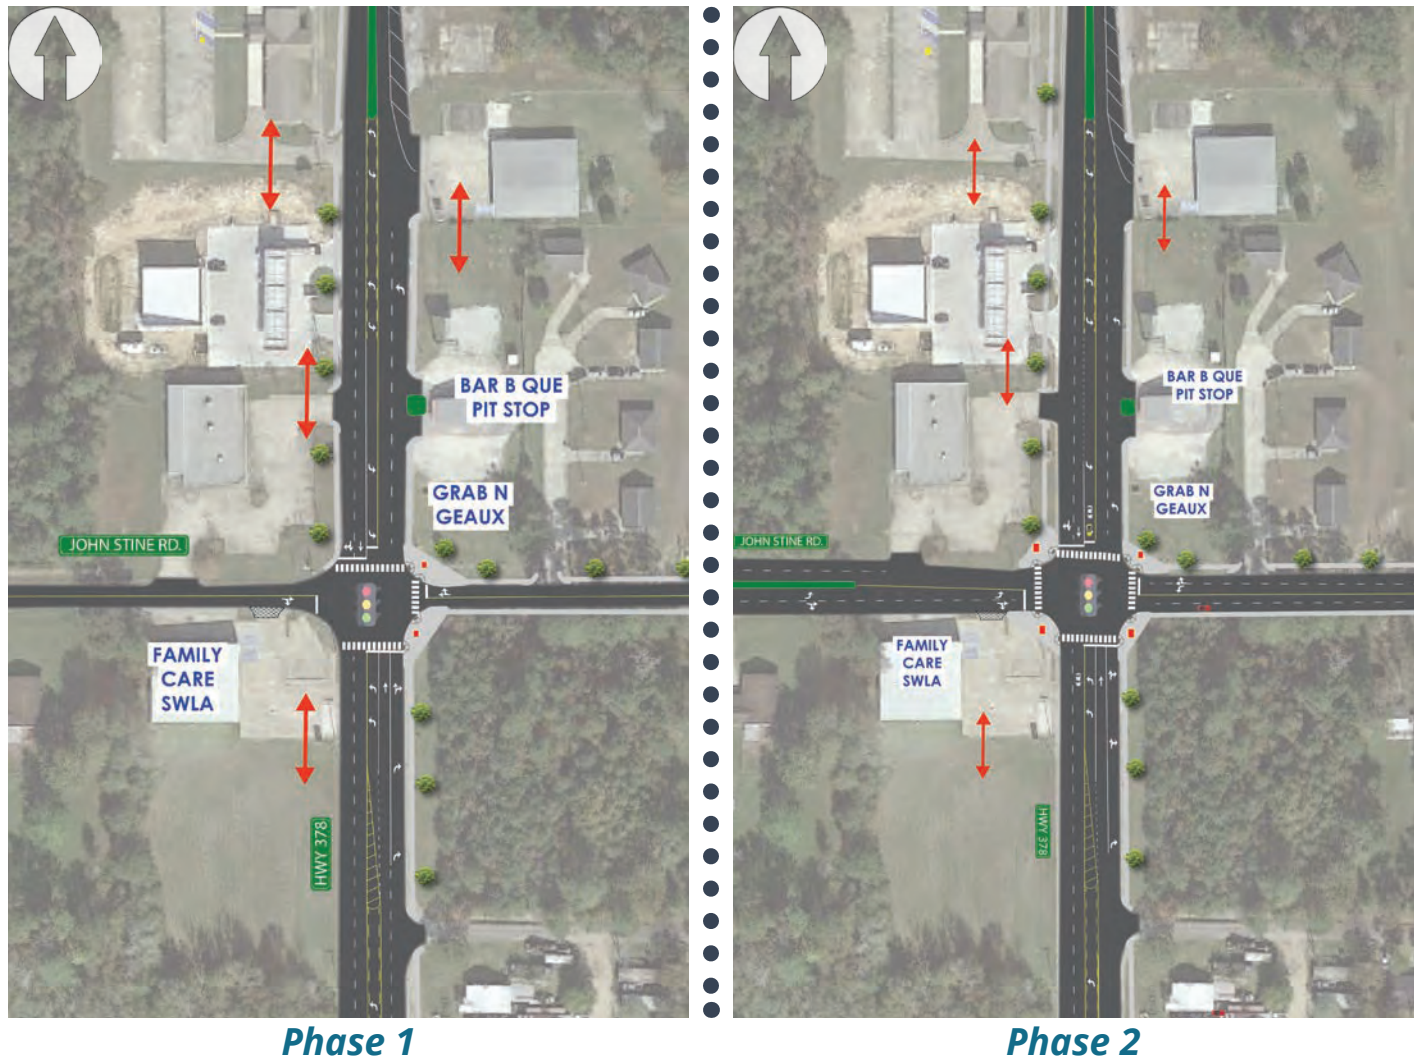 BAR B QUE
PIT STOP
GRAB N
GEAUX
JOHN STINE RD.
FAMILY
CARE
SWLA
HWY 378
Phase 1
BAR B QUE
PIT STOP
GRAB N
GEAUX
JOHN STINE RD.
FAMILY
CARE
SWLA
HWY 378
Phase 2